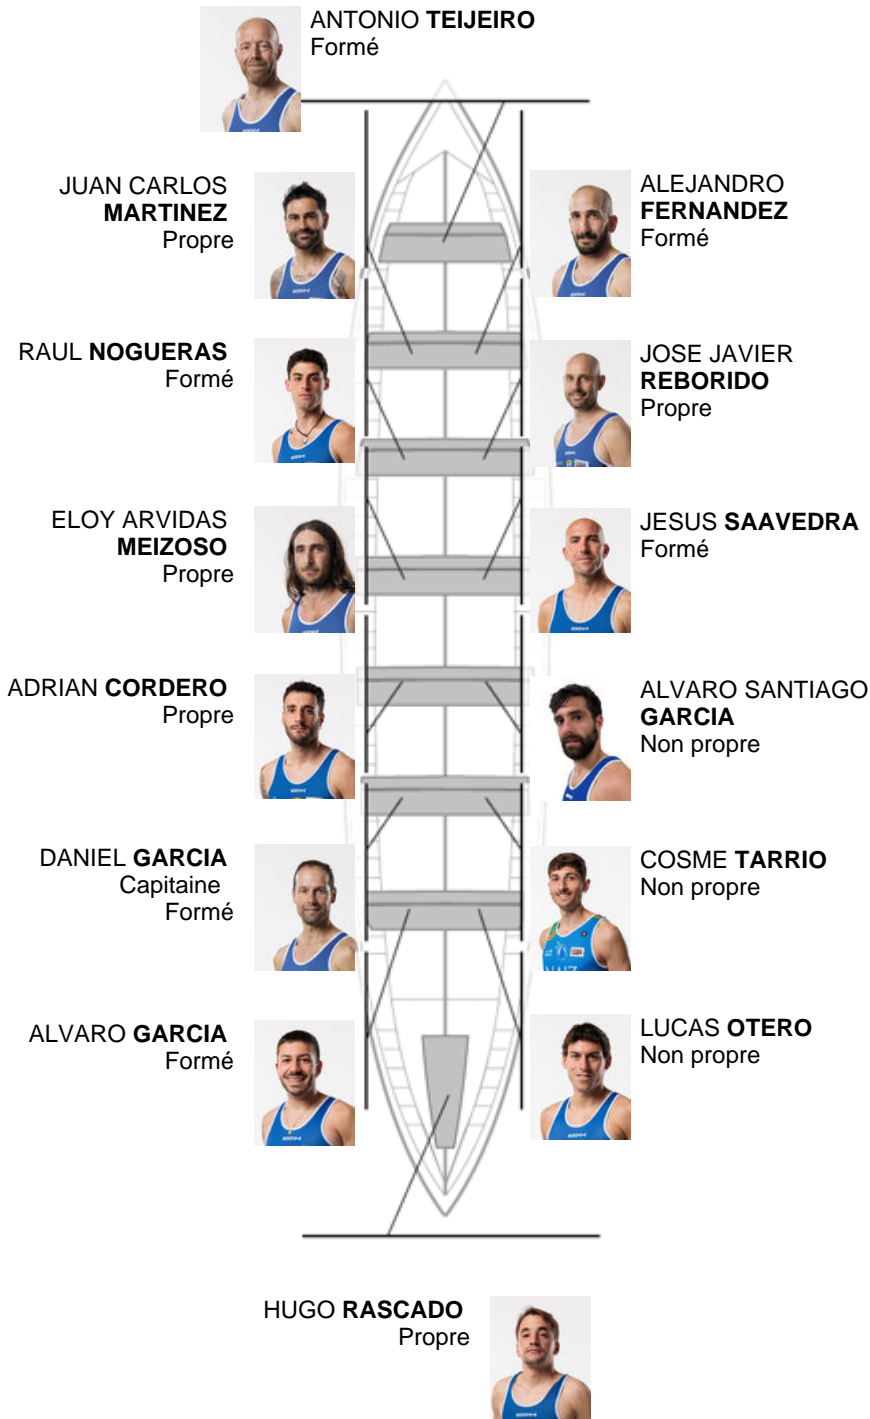 ANTONIO TEIJEIRO
Formé
JUAN CARLOS
MARTINEZ
Propre
ALEJANDRO
FERNANDEZ
Formé
RAUL NOGUERAS
Formé
JOSE JAVIER
REBORIDO
Propre
ELOY ARVIDAS
MEIZOSO
Propre
JESUS SAAVEDRA
Formé
ADRIAN CORDERO
Propre
ALVARO SANTIAGO
GARCIA
Non propre
DANIEL GARCIA
Capitaine
Formé
COSME TARRIO
Non propre
ALVARO GARCIA
Formé
LUCAS OTERO
Non propre
HUGO RASCADO
Propre